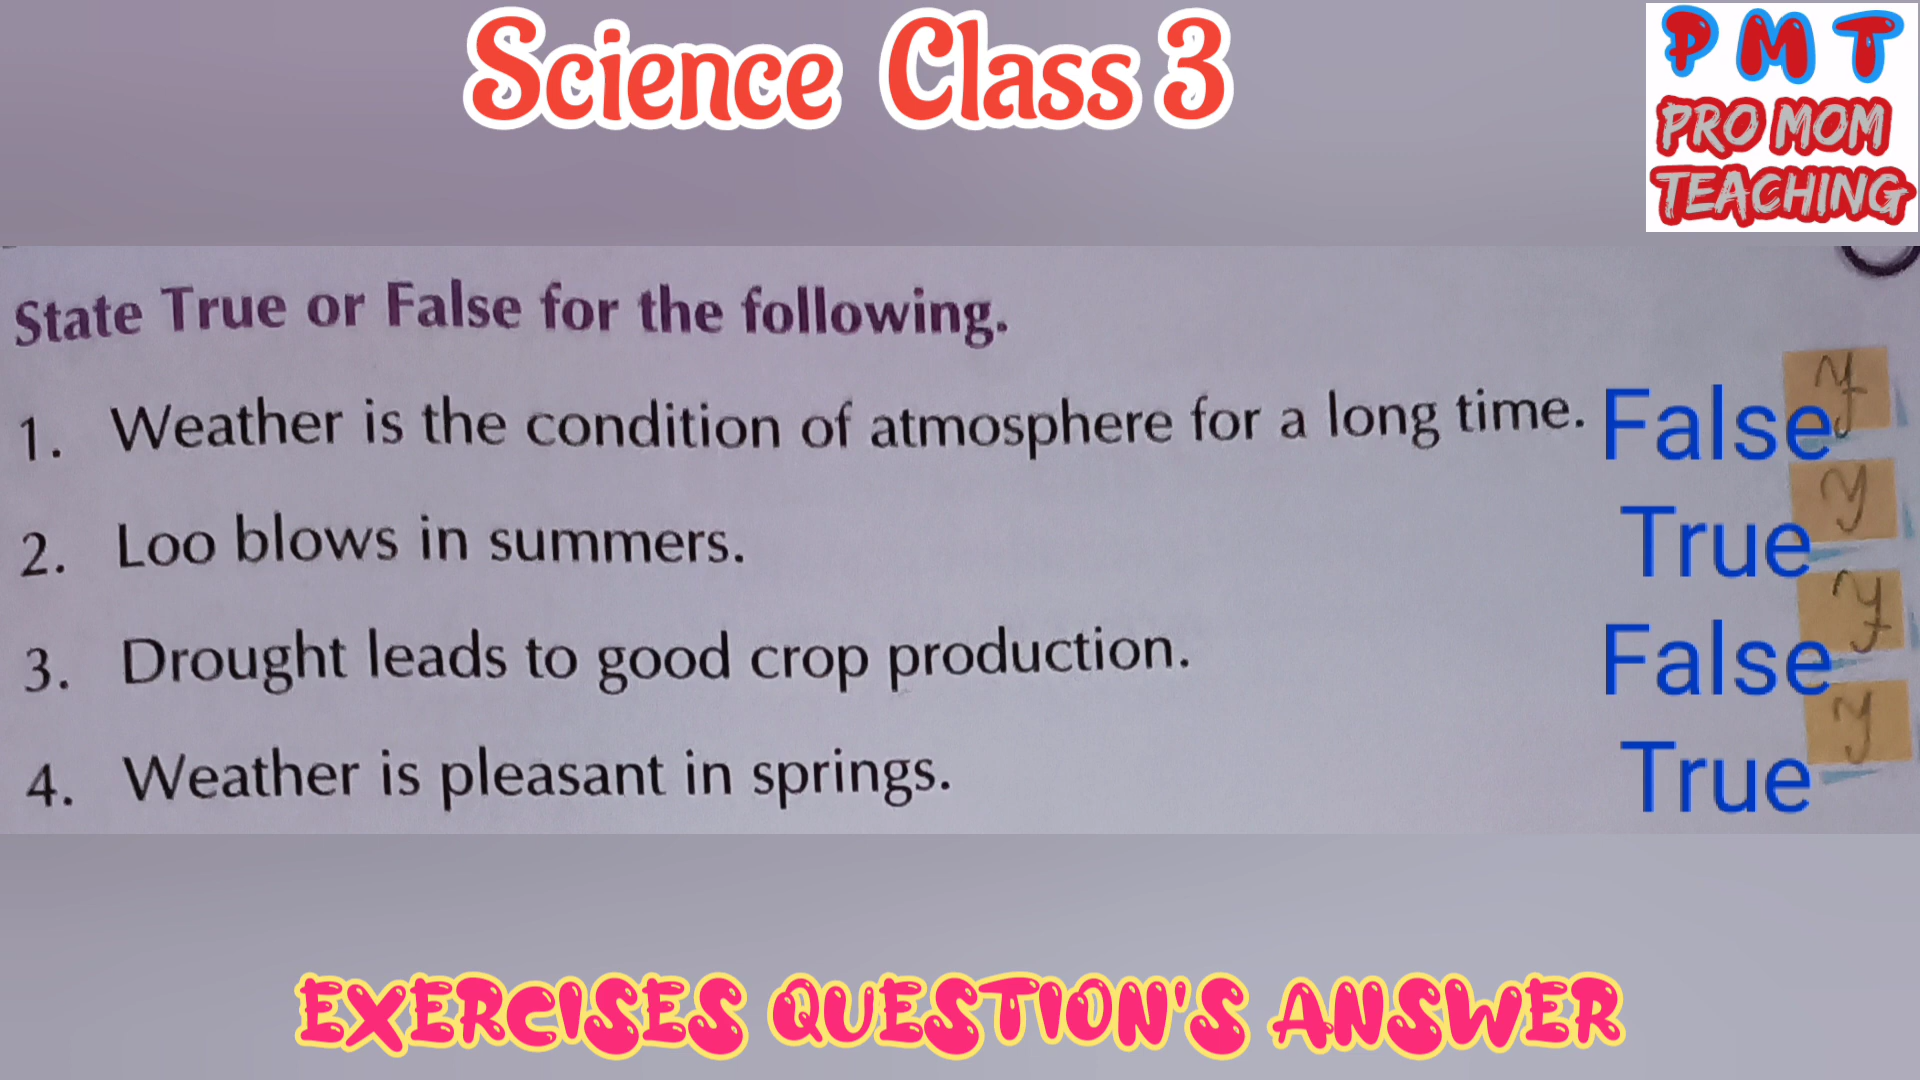 Science Class 3
P M T
PRO MOM
TEACHING
State True or False for the following.
1. Weather is the condition of atmosphere for a long time. False
2. Loo blows in summers. True
3. Drought leads to good crop production. False
4. Weather is pleasant in springs. True
EXERCISES QUESTION'S ANSWER